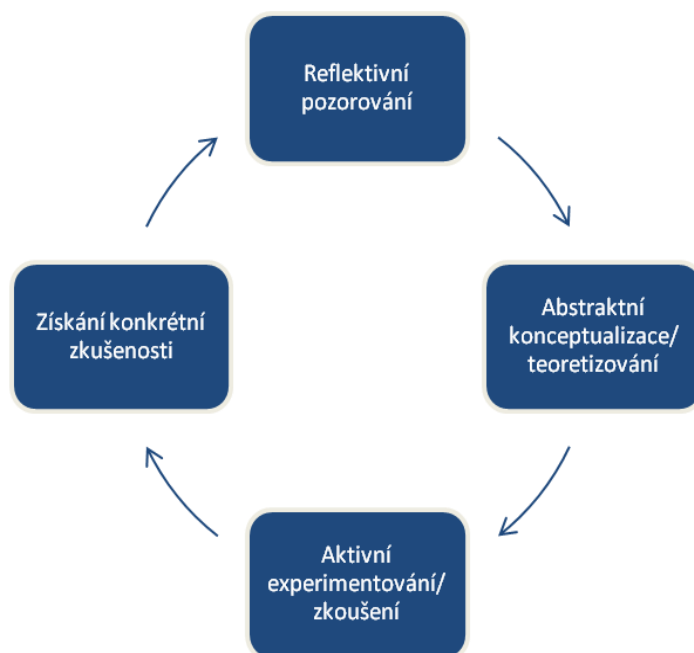 Reflektivní
pozorování
Získání konkrétní
zkušenosti
Abstraktní
konceptualizace/
teoretizování
Aktivní
experimentování/
zkoušení